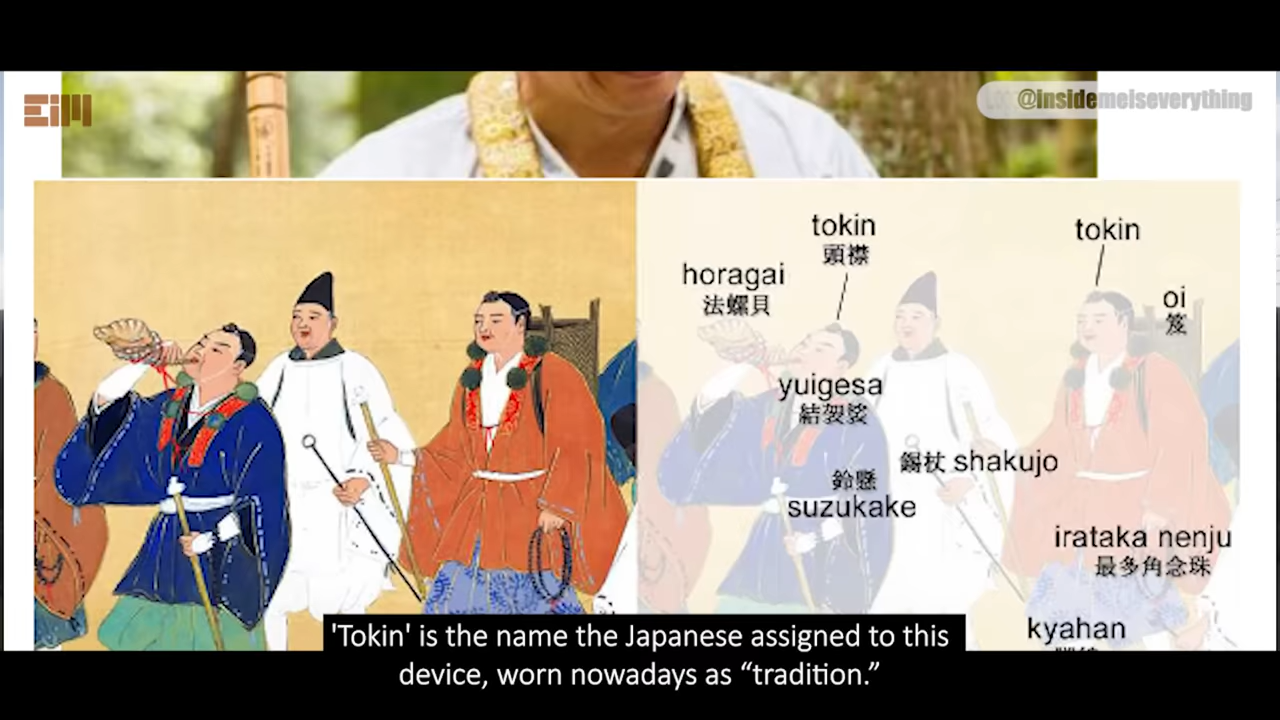 EiM
@insidemeiseverything
tokin
頭襟
tokin
horagai
法螺貝
oi
笈
yuigesa
結袈裟
錫杖 shakujo
鈴懸
suzukake
irataka nenju
最多角念珠
kyahan
'Tokin' is the name the Japanese assigned to this
device, worn nowadays as “tradition.”